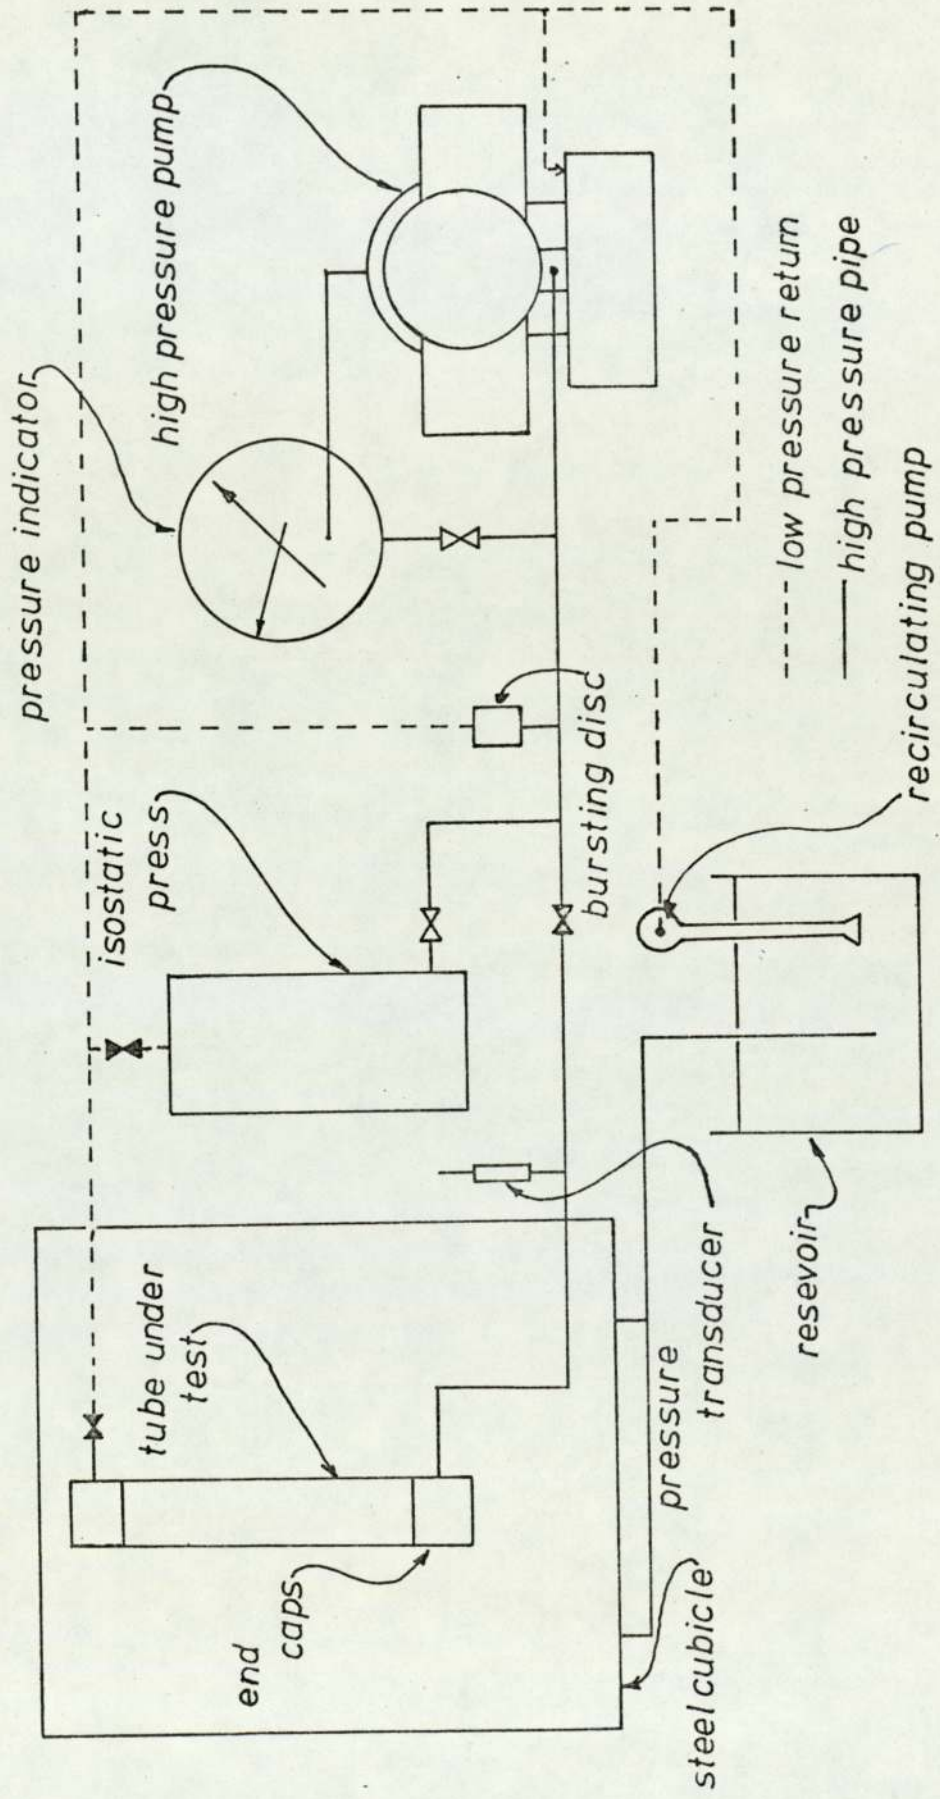 pressure indicator
high pressure pump
isostatic
press
bursting disc
tube under
test
end
caps
pressure
transducer
steel cubicle
resevoir
recirculating pump
low pressure return
high pressure pipe